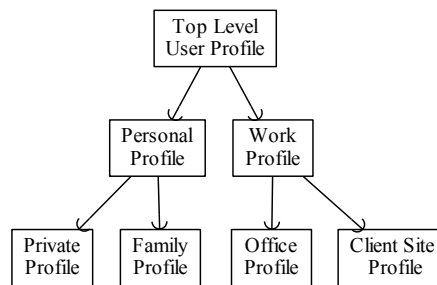 Top Level
User Profile
Personal
Profile
Work
Profile
Private
Profile
Family
Profile
Office
Profile
Client Site
Profile